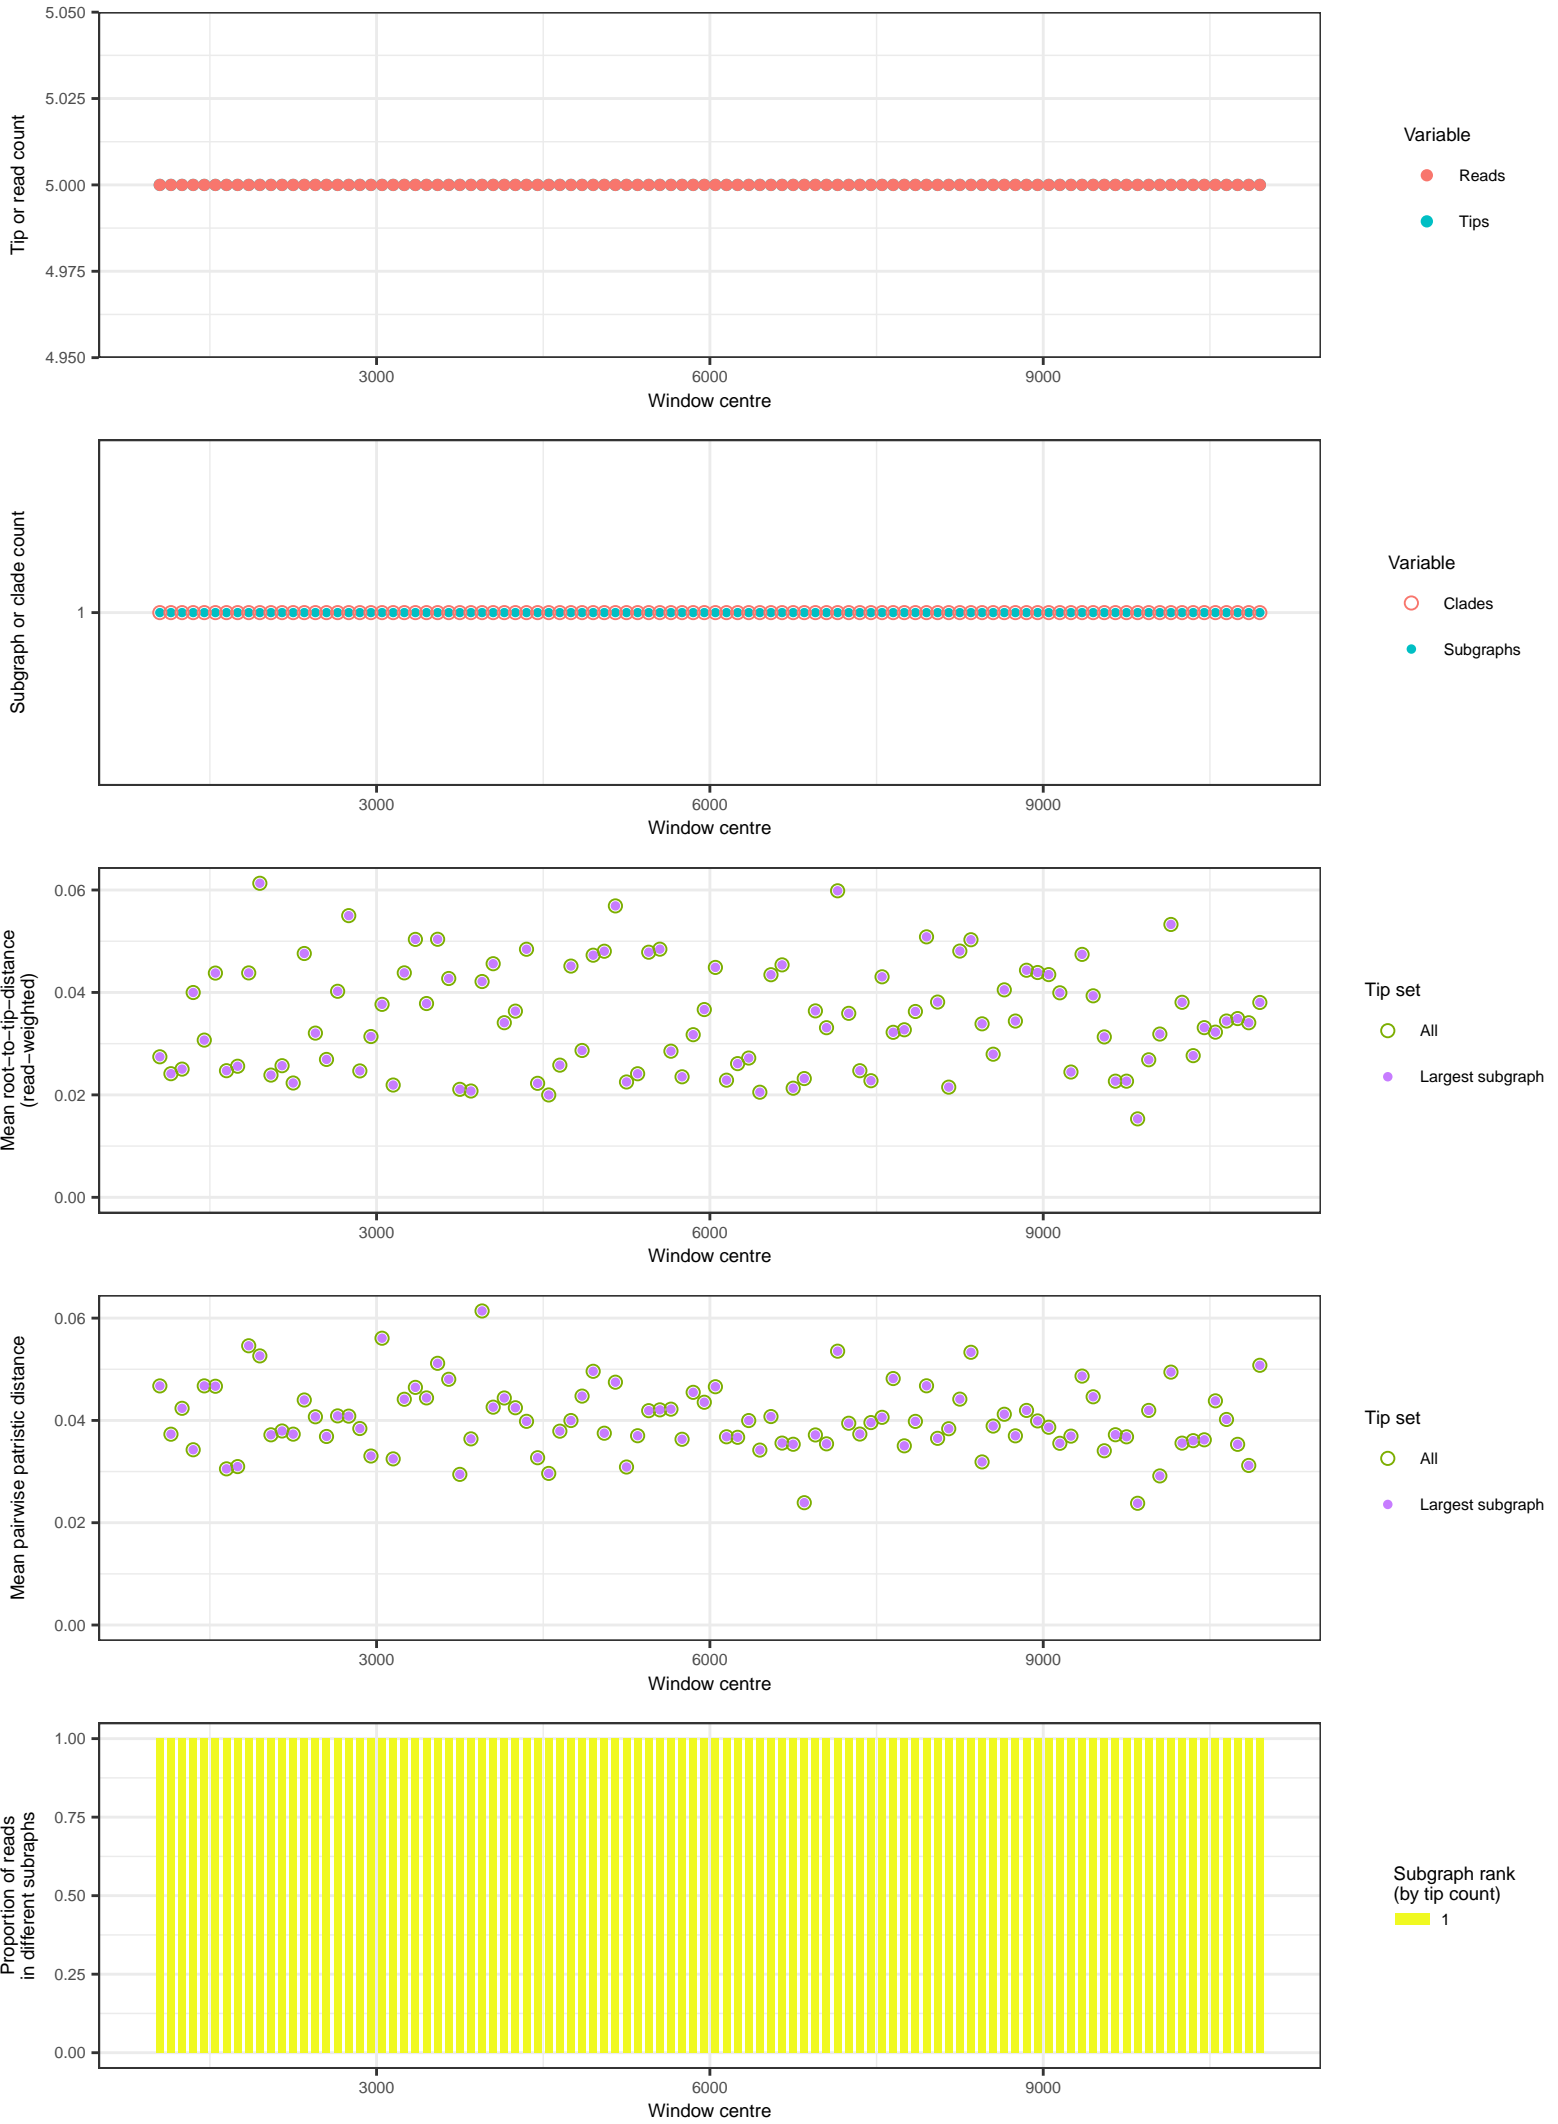 5.050
5.025
5.000
4.975
4.950
Tip or read count
3000
6000
9000
Window centre
Variable
Reads
Tips
1
Subgraph or clade count
3000
6000
9000
Window centre
Variable
Clades
Subgraphs
0.06
0.04
0.02
0.00
Mean root−to−tip−distance
(read−weighted)
3000
6000
9000
Window centre
Tip set
All
Largest subgraph
0.06
0.04
0.02
0.00
Mean pairwise patristic distance
3000
6000
9000
Window centre
Tip set
All
Largest subgraph
1.00
0.75
0.50
0.25
0.00
Proportion of reads
in different subraphs
3000
6000
9000
Window centre
Subgraph rank
(by tip count)
1